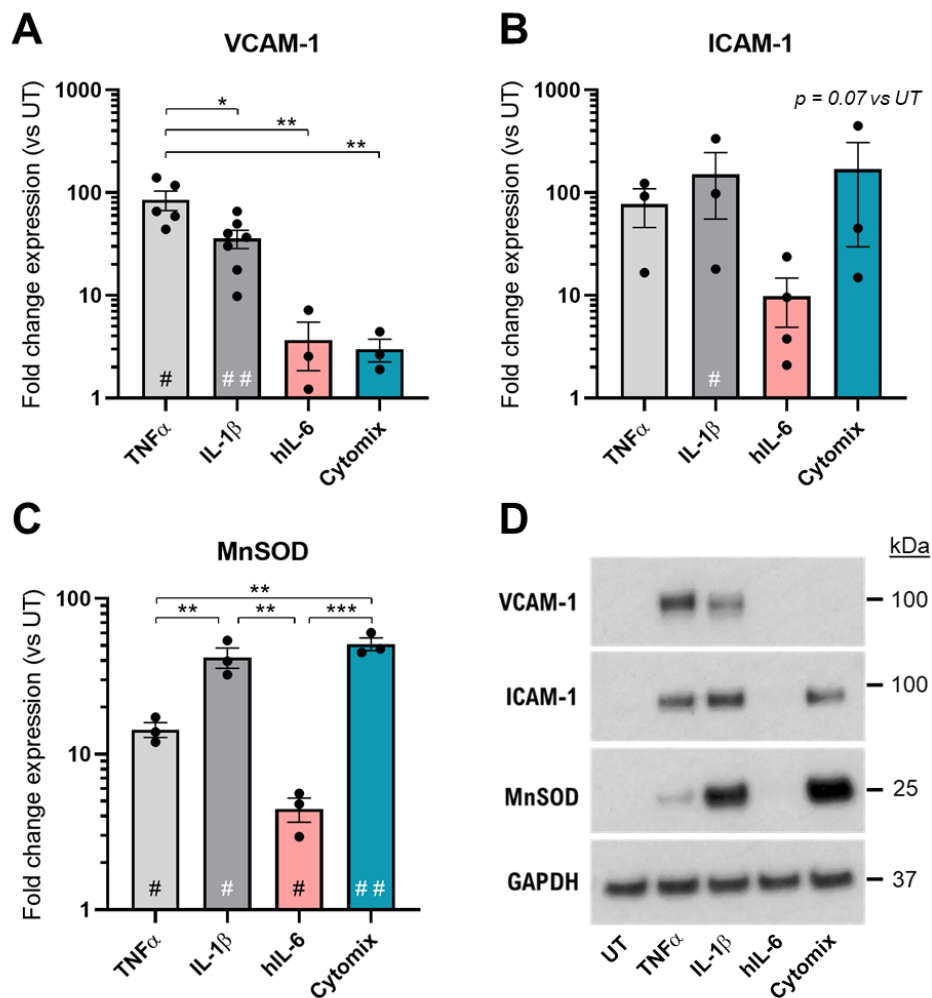 A
VCAM-1
Fold change expression (vs UT)
1000
100
10
1
*
**
**
#
# #
TNFα
IL-1β
hIL-6
Cytomix
B
ICAM-1
Fold change expression (vs UT)
1000
100
10
1
p = 0.07 vs UT
#
TNFα
IL-1β
hIL-6
Cytomix
C
MnSOD
Fold change expression (vs UT)
100
10
1
**
** ** ***
#
#
#
# #
TNFα
IL-1β
hIL-6
Cytomix
D
kDa
VCAM-1
100
ICAM-1
100
MnSOD
25
GAPDH
37
UT
TNFα
IL-1β
hIL-6
Cytomix